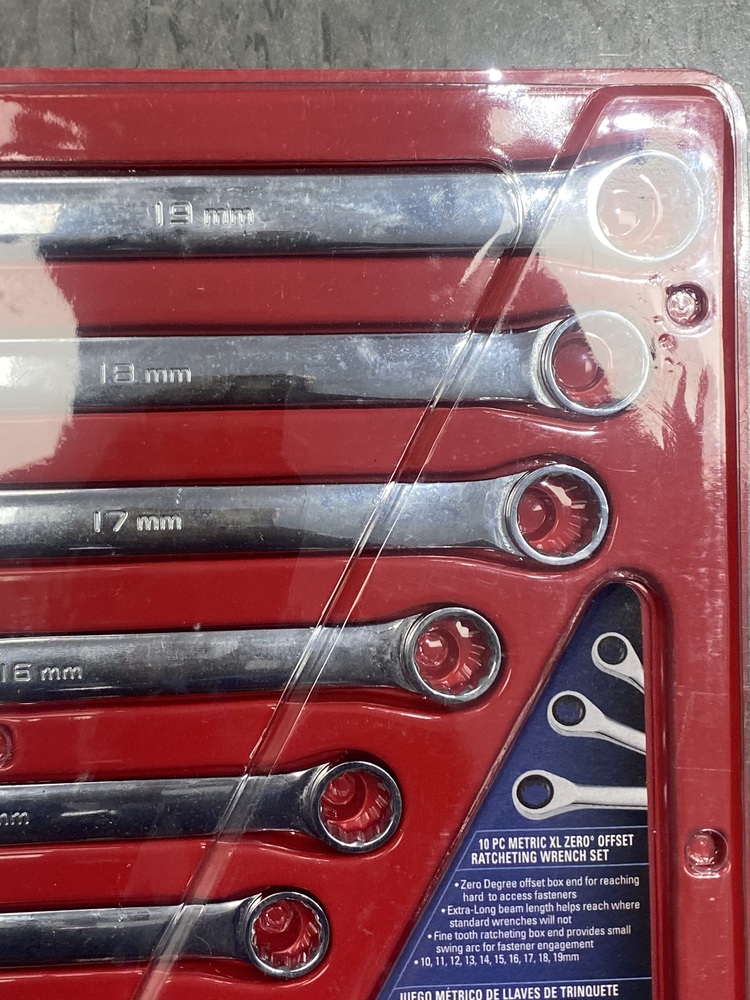 19 mm
18 mm
17 mm
16 mm
mm
10 PC METRIC XL ZERO° OFFSET
RATCHETING WRENCH SET
• Zero Degree offset box end for reaching
hard to access fasteners
• Extra-Long beam length helps reach where
standard wrenches will not
• Fine tooth ratcheting box end provides small
swing arc for fastener engagement
• 10, 11, 12, 13, 14, 15, 16, 17, 18, 19mm
JUEGO MÉTRICO DE LLAVES DE TRINQUETE